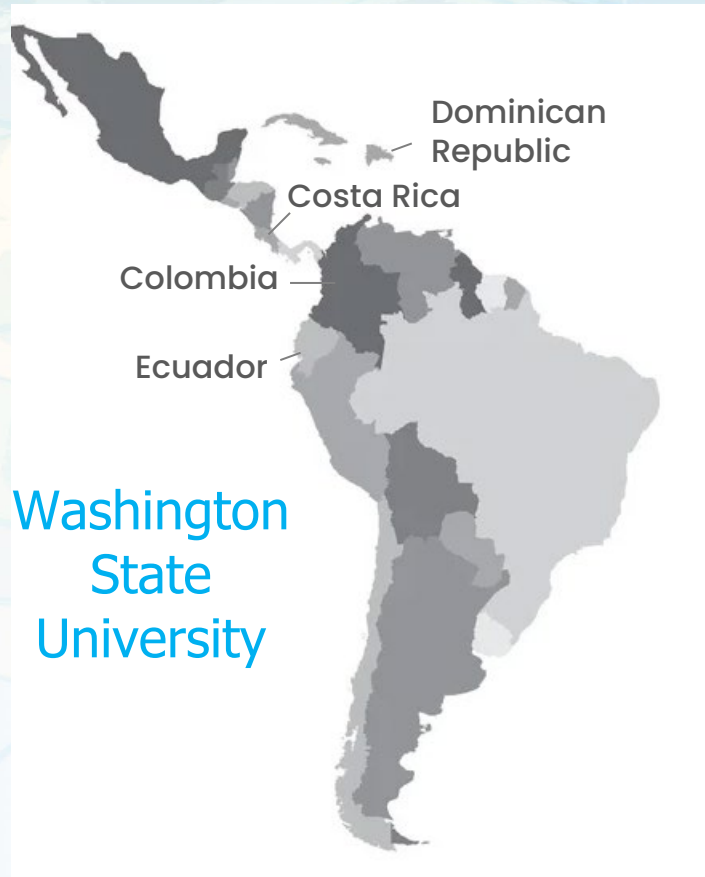 Dominican
Republic
Costa Rica
Colombia
Ecuador
Washington
State
University